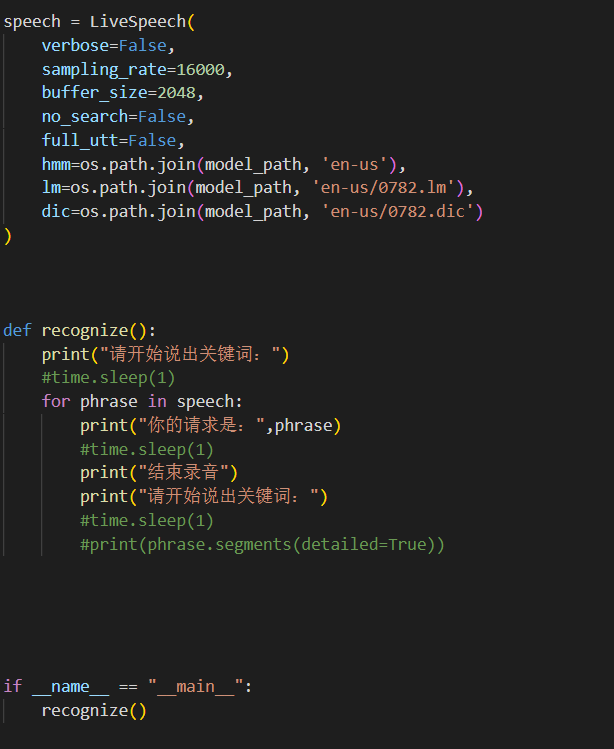 speech = LiveSpeech(
    verbose=False,
    sampling_rate=16000,
    buffer_size=2048,
    no_search=False,
    full_utt=False,
    hmm=os.path.join(model_path, 'en-us'),
    lm=os.path.join(model_path, 'en-us/0782.lm'),
    dic=os.path.join(model_path, 'en-us/0782.dic')
)
def recognize():
    print("请开始说出关键词：")
    #time.sleep(1)
    for phrase in speech:
        print("你的请求是：",phrase)
        #time.sleep(1)
        print("结束录音")
        print("请开始说出关键词：")
        #time.sleep(1)
        #print(phrase.segments(detailed=True))
if __name__ == "__main__":
    recognize()